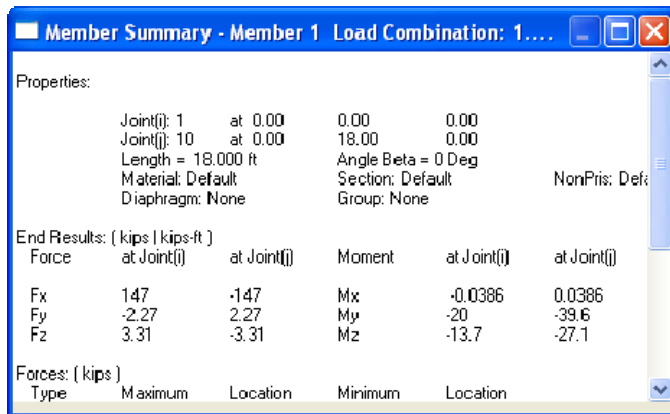 Member Summary - Member 1 Load Combination: 1....
Properties:
Joint(i): 1 at 0.00 0.00 0.00
Joint(j): 10 at 0.00 18.00 0.00
Length = 18.000 ft Angle Beta = 0 Deg
Material: Default Section: Default NonPris: Defa
Diaphragm: None Group: None
End Results: ( kips | kips-ft )
Force at Joint(i) at Joint(j) Moment at Joint(i) at Joint(j)
Fx 147 -147 Mx -0.0386 0.0386
Fy -2.27 2.27 My -20 -39.6
Fz 3.31 -3.31 Mz -13.7 -27.1
Forces: ( kips )
Type Maximum Location Minimum Location